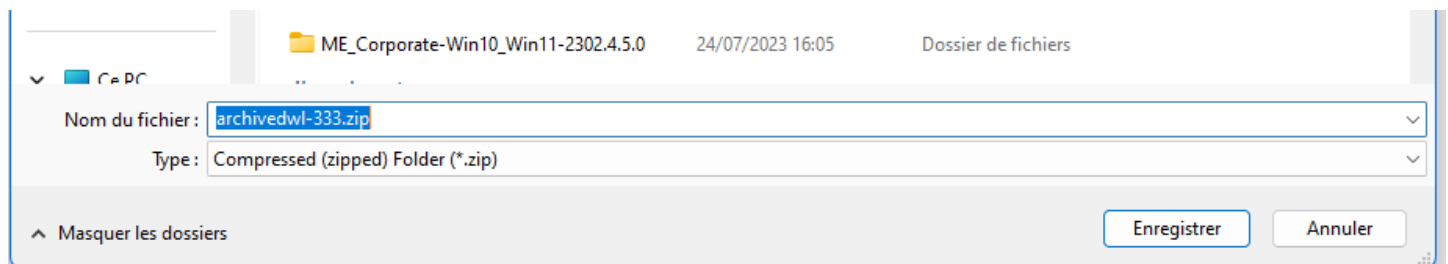 ME_Corporate-Win10_Win11-2302.4.5.0 24/07/2023 16:05 Dossier de fichiers
Ce PC
Nom du fichier : archivedwl-333.zip
Type : Compressed (zipped) Folder (*.zip)
Masquer les dossiers Enregistrer Annuler